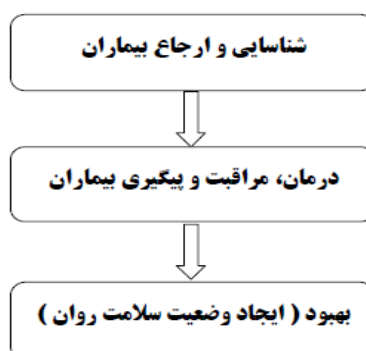 شناسایی و ارجاع بیماران
درمان، مراقبت و پیگیری بیماران
بهبود ( ایجاد وضعیت سلامت روان )